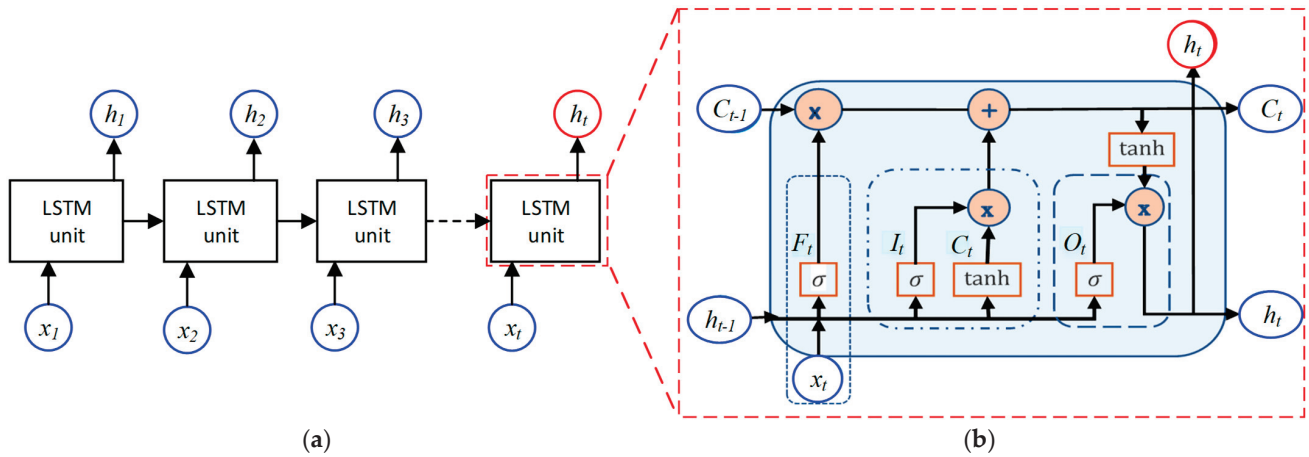 h1
h2
h3
ht
LSTM
unit
LSTM
unit
LSTM
unit
LSTM
unit
x1
x2
x3
xt
(a)
ht
Ct-1
x
+
Ct
tanh
x
x
Ft
It
Ct
Ot
σ
σ
tanh
σ
ht-1
ht
xt
(b)